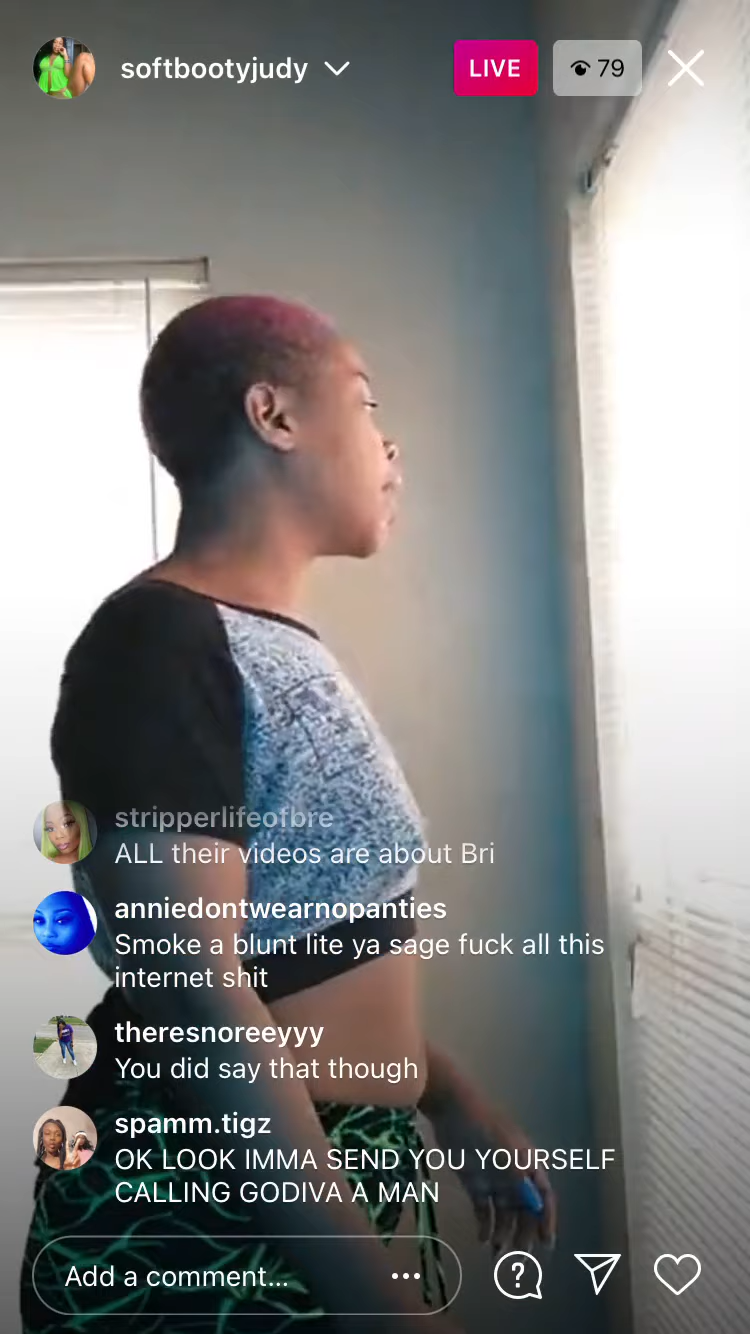 softbootyjudy
LIVE
79
stripperlifeofbre
ALL their videos are about Bri
anniedontwearnopanties
Smoke a blunt lite ya sage fuck all this
internet shit
theresnoreeyyy
You did say that though
spamm.tigz
OK LOOK IMMA SEND YOU YOURSELF
CALLING GODIVA A MAN
Add a comment...